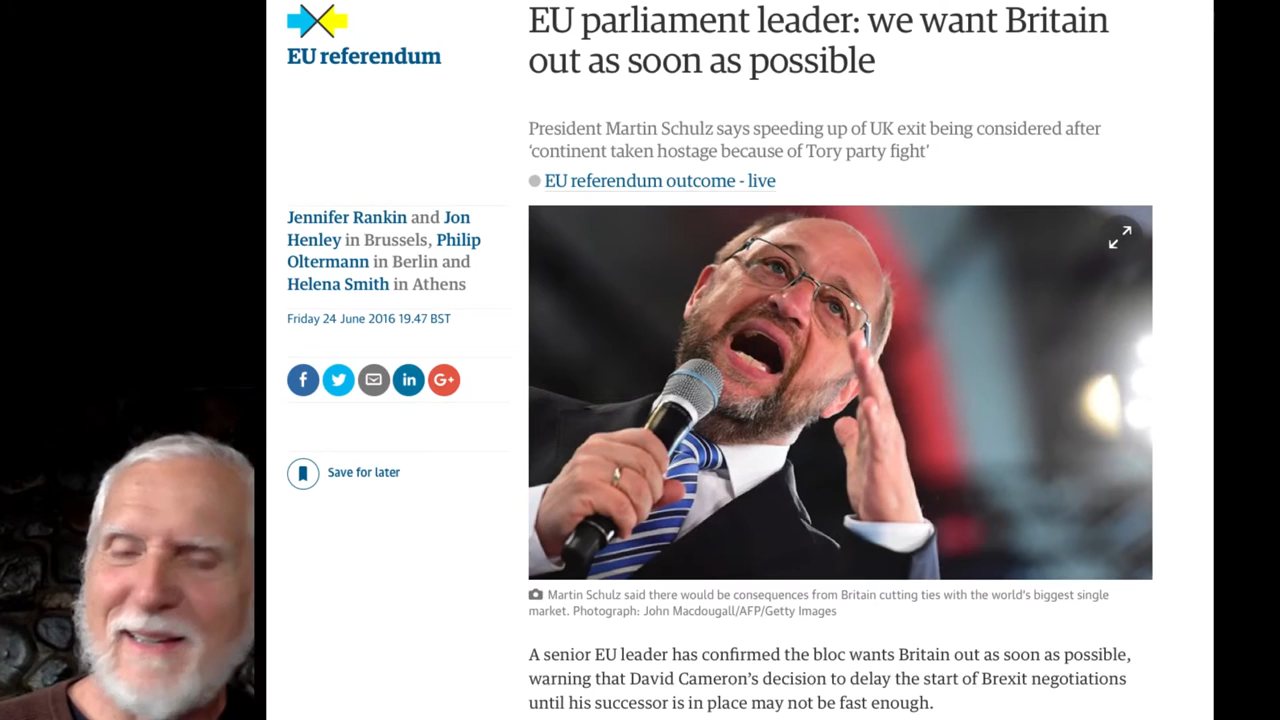 EU referendum
EU parliament leader: we want Britain
out as soon as possible
President Martin Schulz says speeding up of UK exit being considered after
‘continent taken hostage because of Tory party fight’
EU referendum outcome - live
Jennifer Rankin and Jon
Henley in Brussels, Philip
Oltermann in Berlin and
Helena Smith in Athens
Friday 24 June 2016 19.47 BST
f
in
G+
Save for later
Martin Schulz said there would be consequences from Britain cutting ties with the world's biggest single
market. Photograph: John Macdougall/AFP/Getty Images
A senior EU leader has confirmed the bloc wants Britain out as soon as possible,
warning that David Cameron’s decision to delay the start of Brexit negotiations
until his successor is in place may not be fast enough.